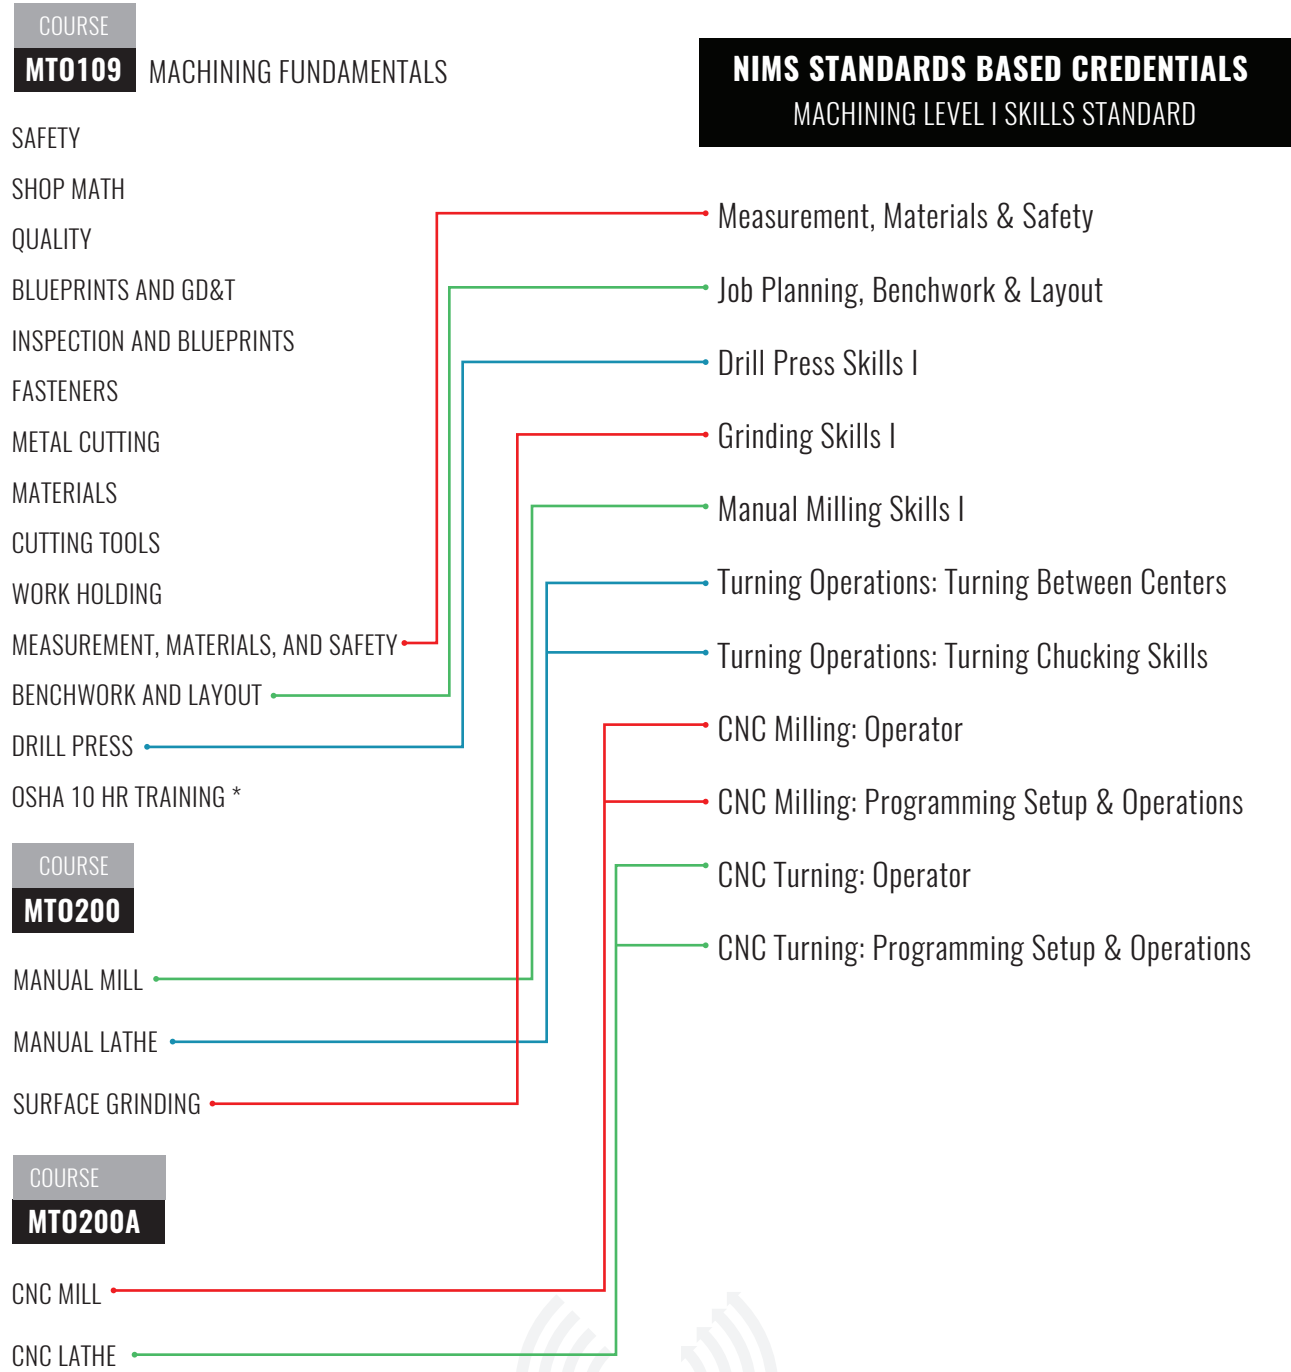 COURSE
MTO109 MACHINING FUNDAMENTALS
SAFETY
SHOP MATH
QUALITY
BLUEPRINTS AND GD&T
INSPECTION AND BLUEPRINTS
FASTENERS
METAL CUTTING
MATERIALS
CUTTING TOOLS
WORK HOLDING
MEASUREMENT, MATERIALS, AND SAFETY
BENCHWORK AND LAYOUT
DRILL PRESS
OSHA 10 HR TRAINING *
COURSE
MTO200
MANUAL MILL
MANUAL LATHE
SURFACE GRINDING
COURSE
MTO200A
CNC MILL
CNC LATHE
NIMS STANDARDS BASED CREDENTIALS
MACHINING LEVEL I SKILLS STANDARD
Measurement, Materials & Safety
Job Planning, Benchwork & Layout
Drill Press Skills I
Grinding Skills I
Manual Milling Skills I
Turning Operations: Turning Between Centers
Turning Operations: Turning Chucking Skills
CNC Milling: Operator
CNC Milling: Programming Setup & Operations
CNC Turning: Operator
CNC Turning: Programming Setup & Operations